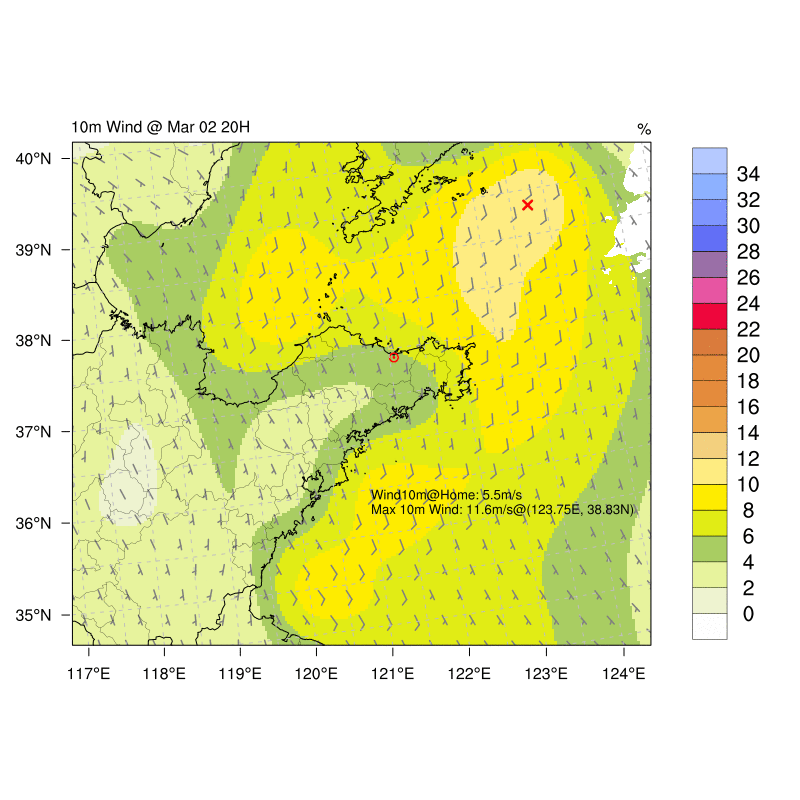 10m Wind @ Mar 02 20H
%
40°N
39°N
38°N
37°N
36°N
35°N
117°E
118°E
119°E
120°E
121°E
122°E
123°E
124°E
Wind10m@Home: 5.5m/s
Max 10m Wind: 11.6m/s@(123.75E, 38.83N)
34
32
30
28
26
24
22
20
18
16
14
12
10
8
6
4
2
0